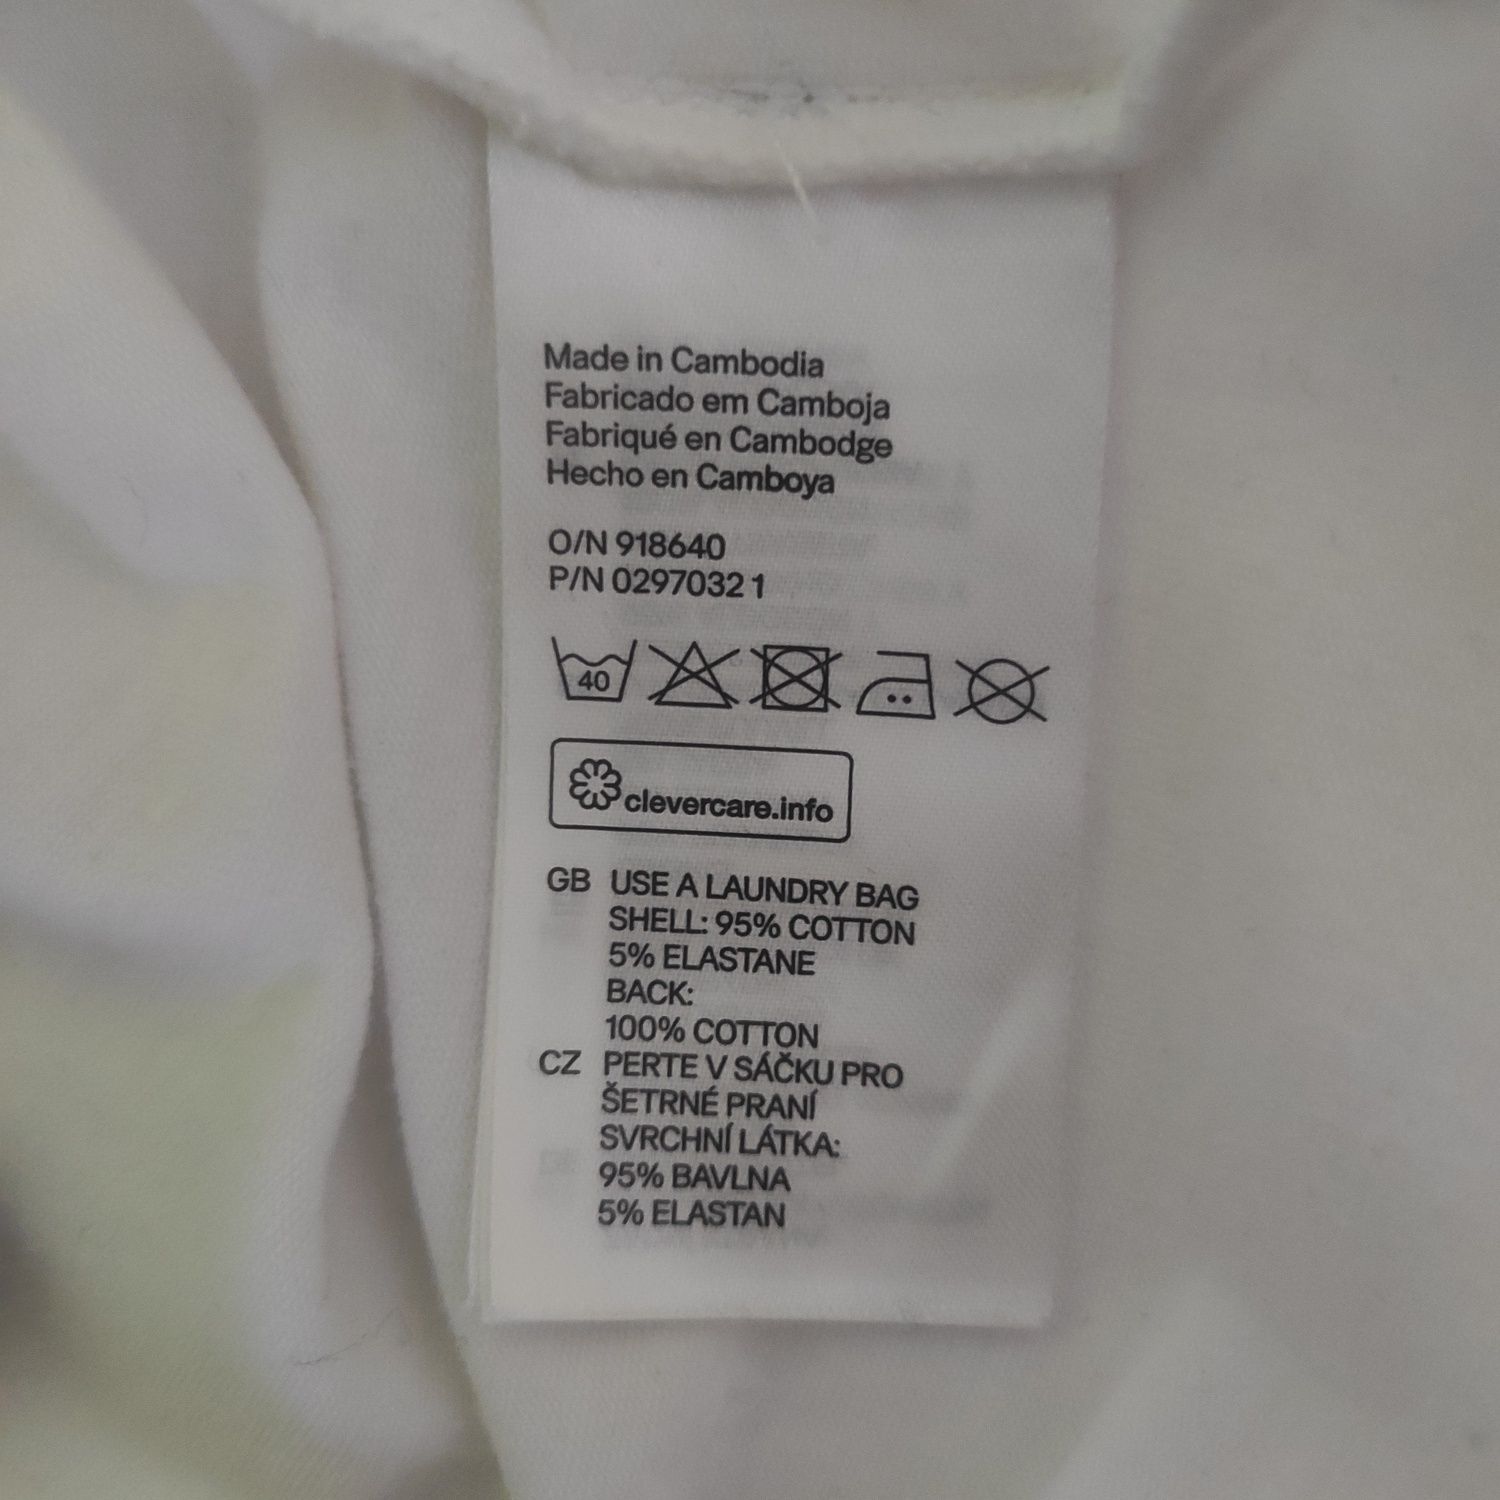 Made in Cambodia
Fabricado em Camboja
Fabriqué en Cambodge
Hecho en Camboya
O/N 918640
P/N 0297032 1
40
clevercare.info
GB USE A LAUNDRY BAG
SHELL: 95% COTTON
5% ELASTANE
BACK:
100% COTTON
CZ PERTE V SÁČKU PRO
ŠETRNÉ PRANÍ
SVRCHNÍ LÁTKA:
95% BAVLNA
5% ELASTAN